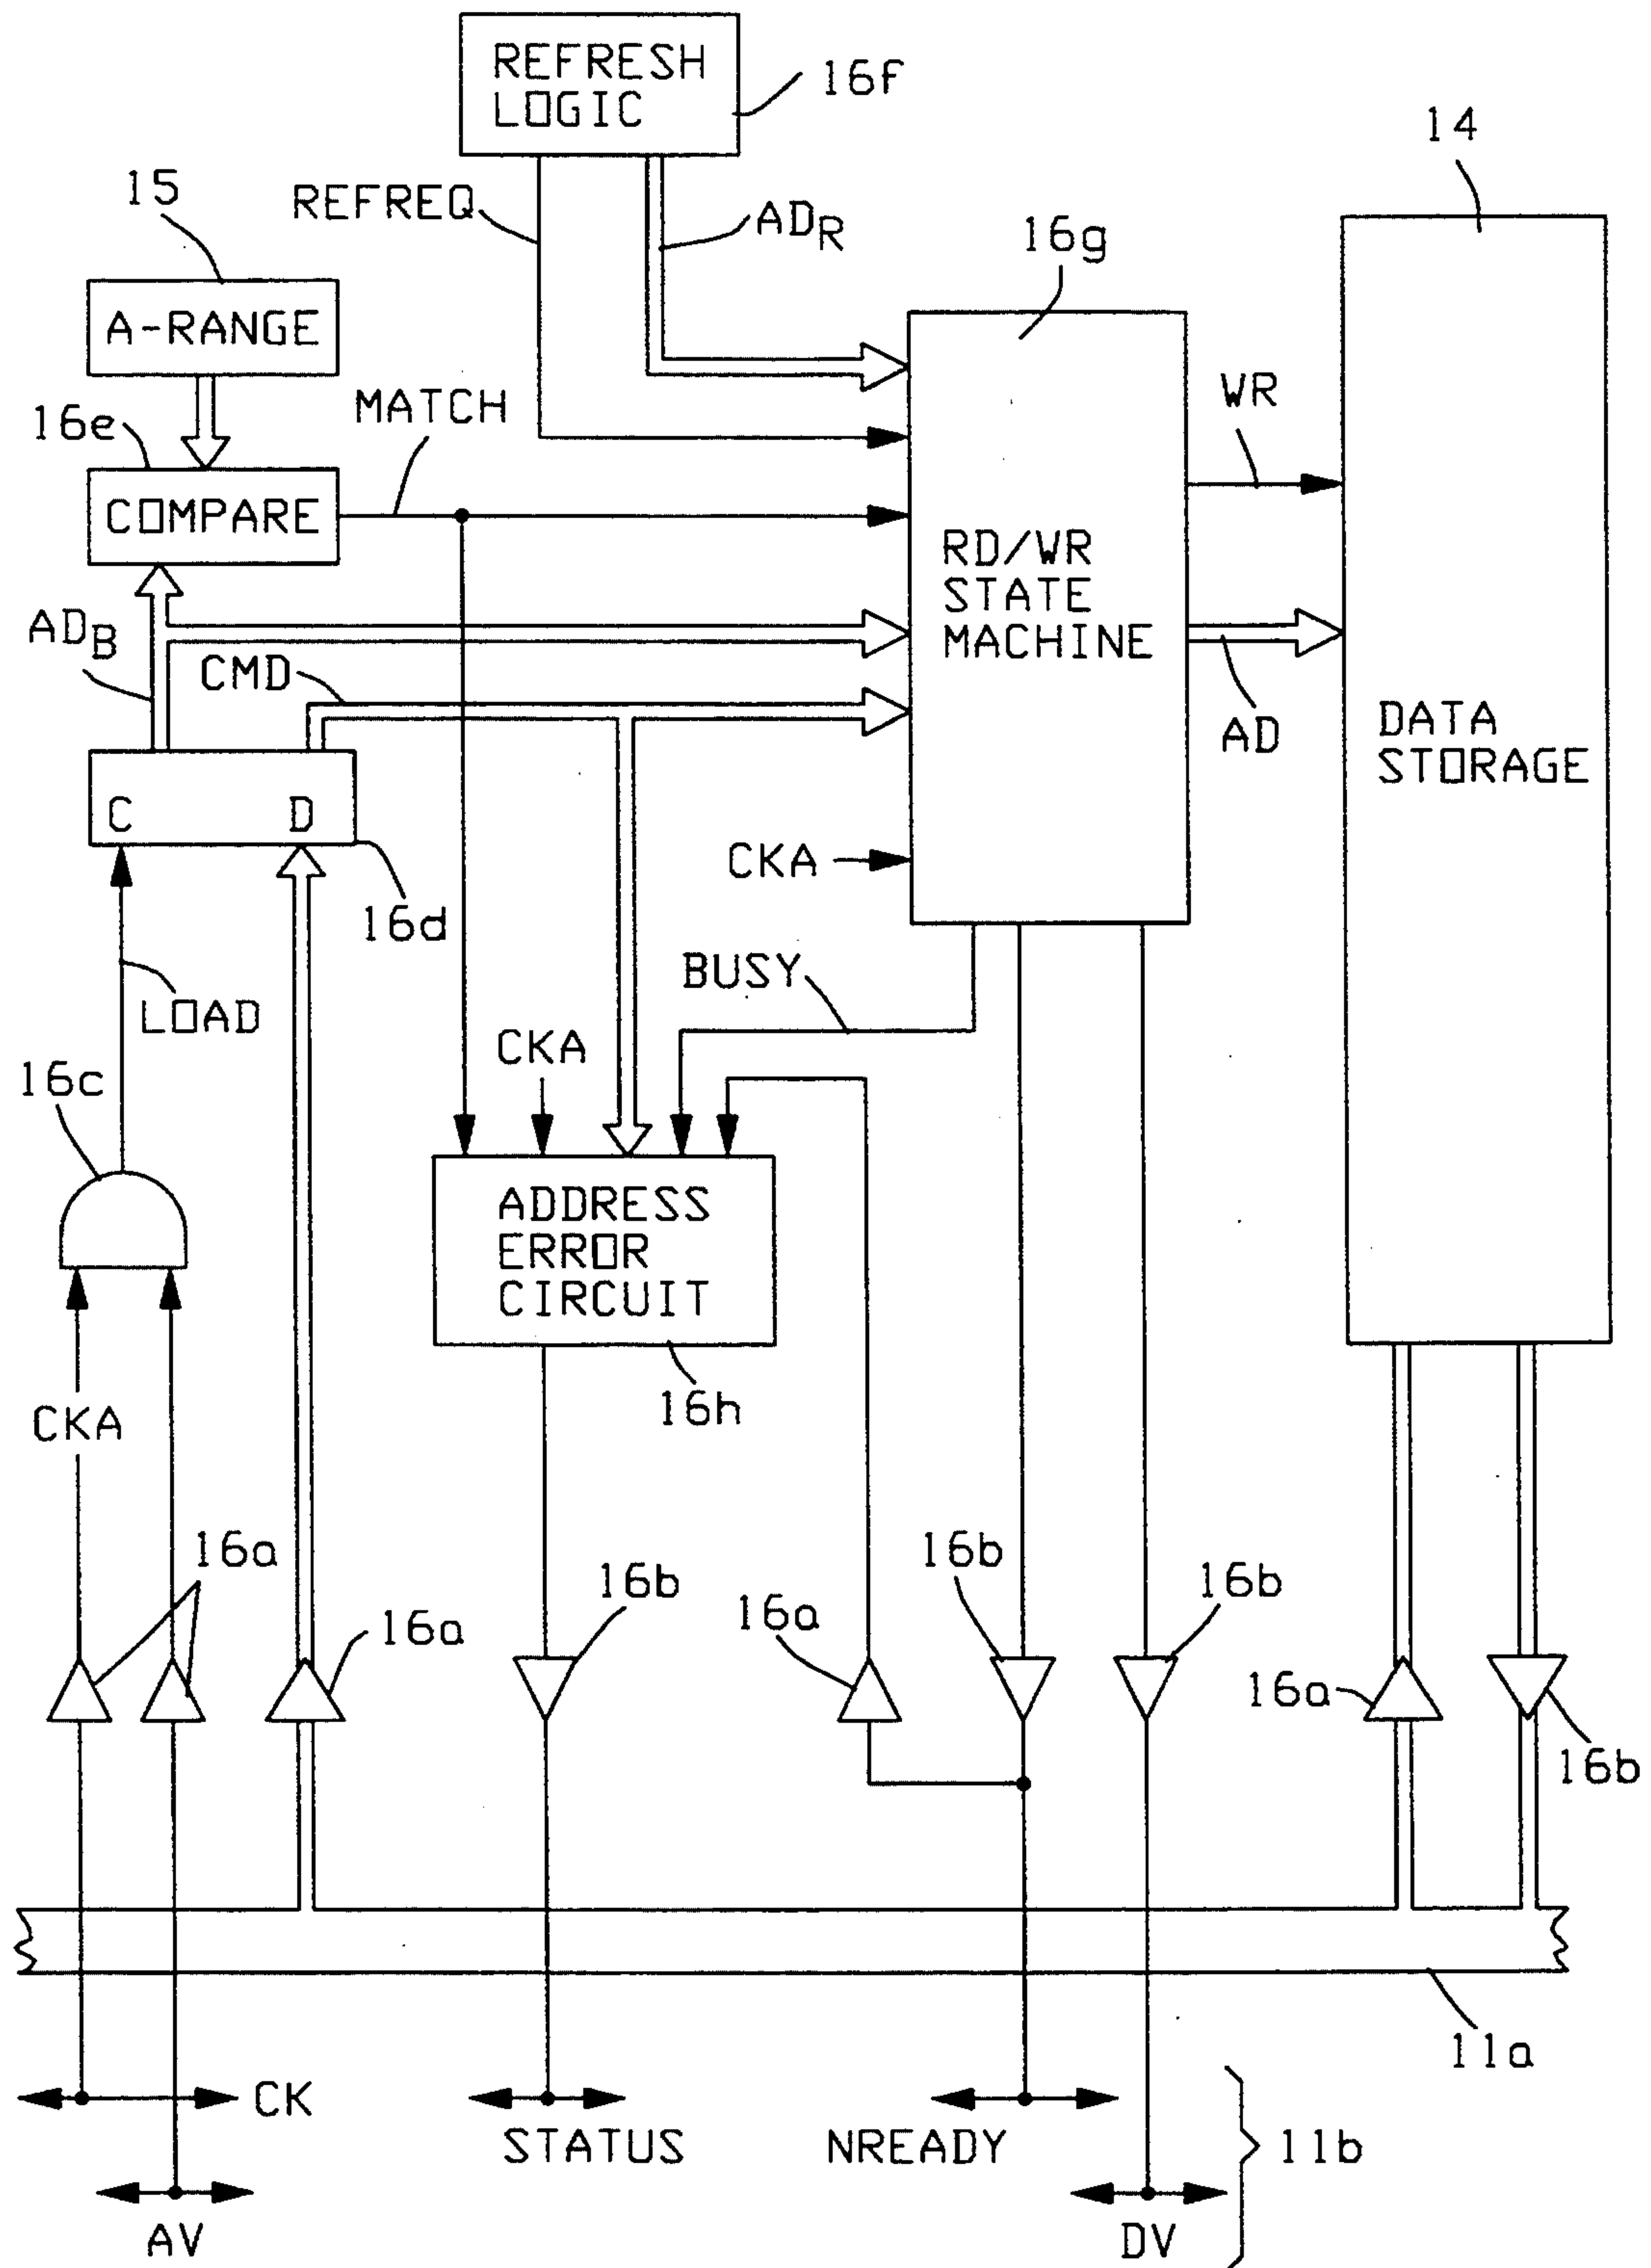 REFRESH
LOGIC
16f
14
15
REFREQ
ADR
16g
A-RANGE
WR
16e
MATCH
COMPARE
RD/WR
STATE
MACHINE
ADB
CMD
AD
DATA
STORAGE
C D
CKA
16d
BUSY
LOAD
CKA
16c
ADDRESS
ERROR
CIRCUIT
16h
CKA
16a
16b
16a
16b
16b
16a
16a
16b
11a
CK
STATUS
NREADY
11b
AV
DV